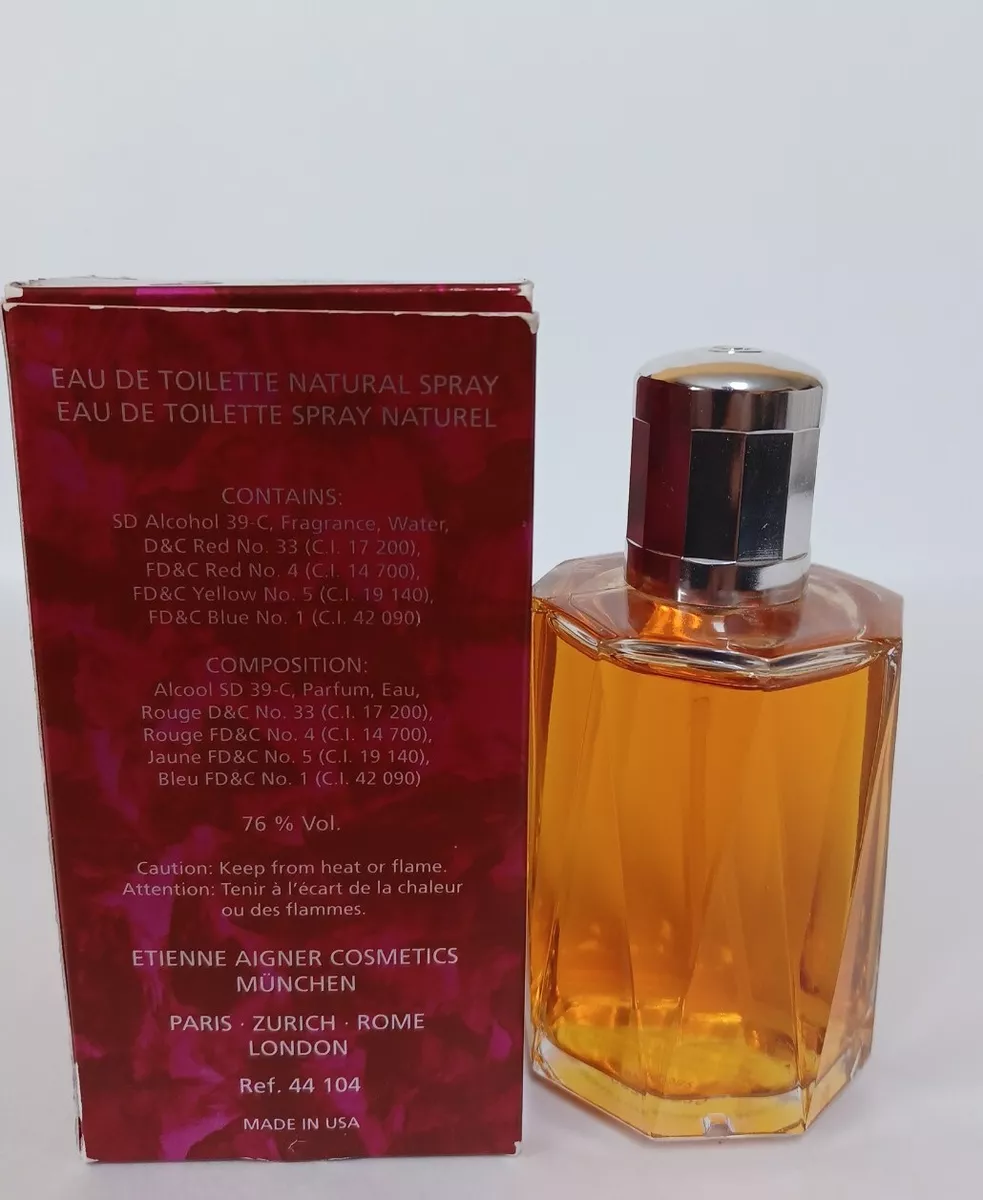 EAU DE TOILETTE NATURAL SPRAY
EAU DE TOILETTE SPRAY NATUREL
CONTAINS:
SD Alcohol 39-C, Fragrance, Water,
D&C Red No. 33 (C.I. 17 200),
FD&C Red No. 4 (C.I. 14 700),
FD&C Yellow No. 5 (C.I. 19 140),
FD&C Blue No. 1 (C.I. 42 090)
COMPOSITION:
Alcool SD 39-C, Parfum, Eau,
Rouge D&C No. 33 (C.I. 17 200),
Rouge FD&C No. 4 (C.I. 14 700),
Jaune FD&C No. 5 (C.I. 19 140),
Bleu FD&C No. 1 (C.I. 42 090)
76 % Vol.
Caution: Keep from heat or flame.
Attention: Tenir à l'écart de la chaleur
ou des flammes.
ETIENNE AIGNER COSMETICS
MÜNCHEN
PARIS · ZURICH · ROME
LONDON
Ref. 44 104
MADE IN USA